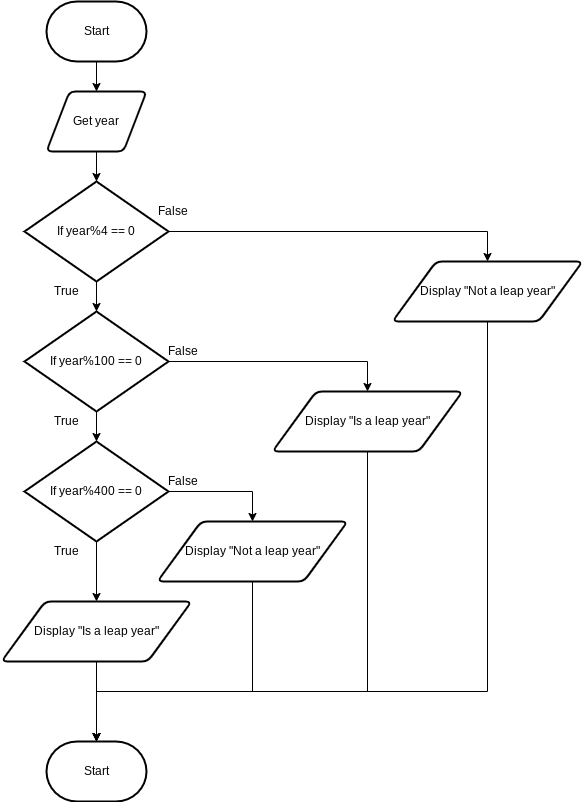 Start
Get year
False
If year%4 == 0
True
Display "Not a leap year"
False
If year%100 == 0
True
Display "Is a leap year"
False
If year%400 == 0
True
Display "Not a leap year"
Display "Is a leap year"
Start